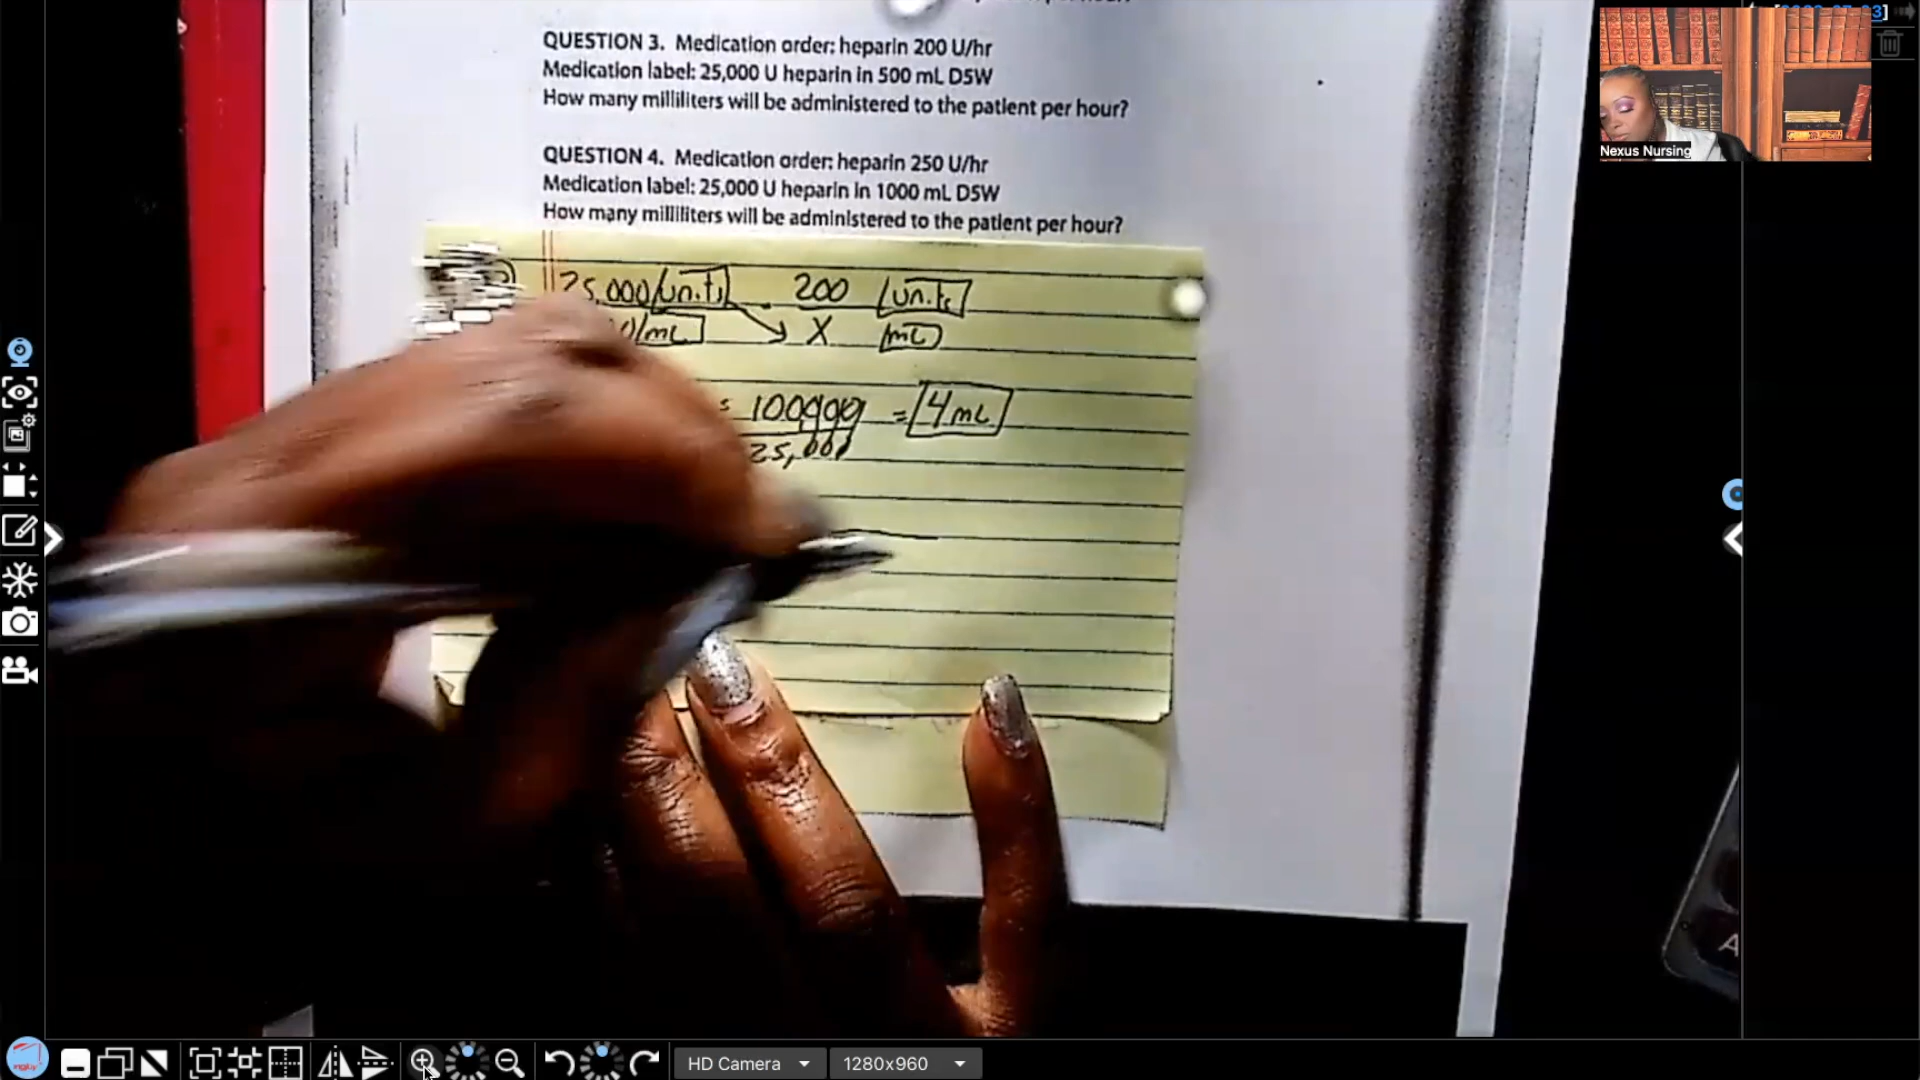 QUESTION 3. Medication order: heparin 200 U/hr
Medication label: 25,000 U heparin in 500 mL D5W
How many milliliters will be administered to the patient per hour?
QUESTION 4. Medication order: heparin 250 U/hr
Medication label: 25,000 U heparin in 1000 mL D5W
How many milliliters will be administered to the patient per hour?
25,000 units 200 units
mL X mL
= 100000 = 4 mL
25,000
Nexus Nursing
HD Camera 1280x960